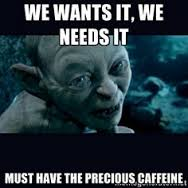 WE WANTS IT, WE
NEEDS IT
MUST HAVE THE PRECIOUS CAFFEINE